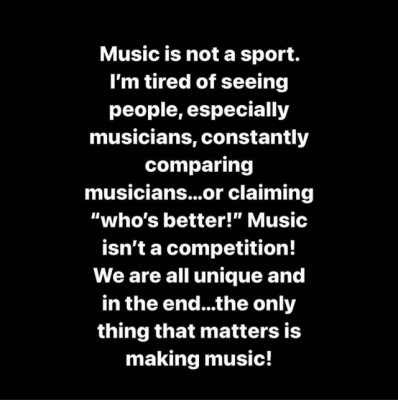 Music is not a sport.
I’m tired of seeing
people, especially
musicians, constantly
comparing
musicians...or claiming
“who’s better!” Music
isn’t a competition!
We are all unique and
in the end...the only
thing that matters is
making music!